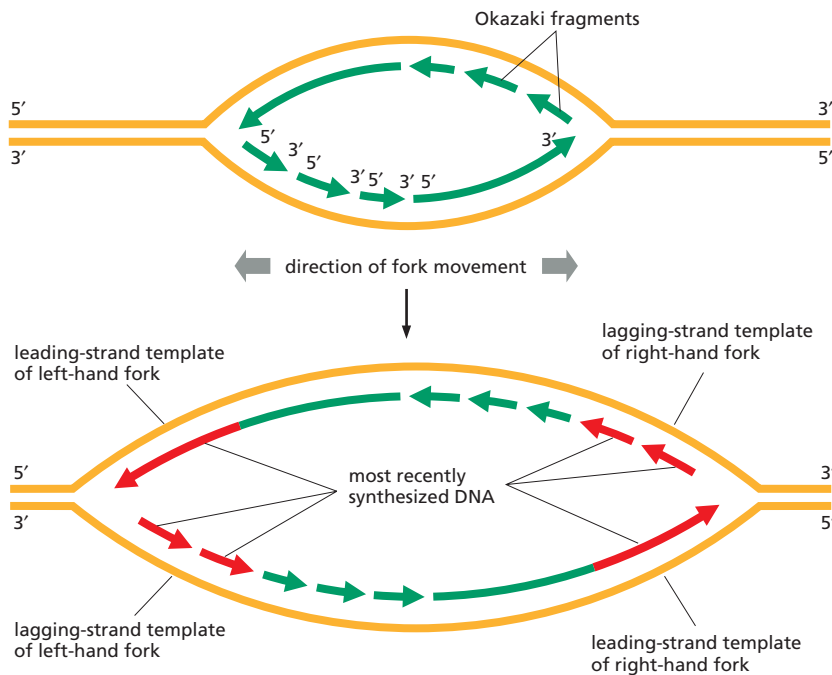 Okazaki fragments
5′
3′
3′
5′
5′
3′
5′
3′ 5′
3′ 5′
3′
direction of fork movement
leading-strand template
of left-hand fork
lagging-strand template
of right-hand fork
5′
3′
most recently
synthesized DNA
3′
5′
lagging-strand template
of left-hand fork
leading-strand template
of right-hand fork